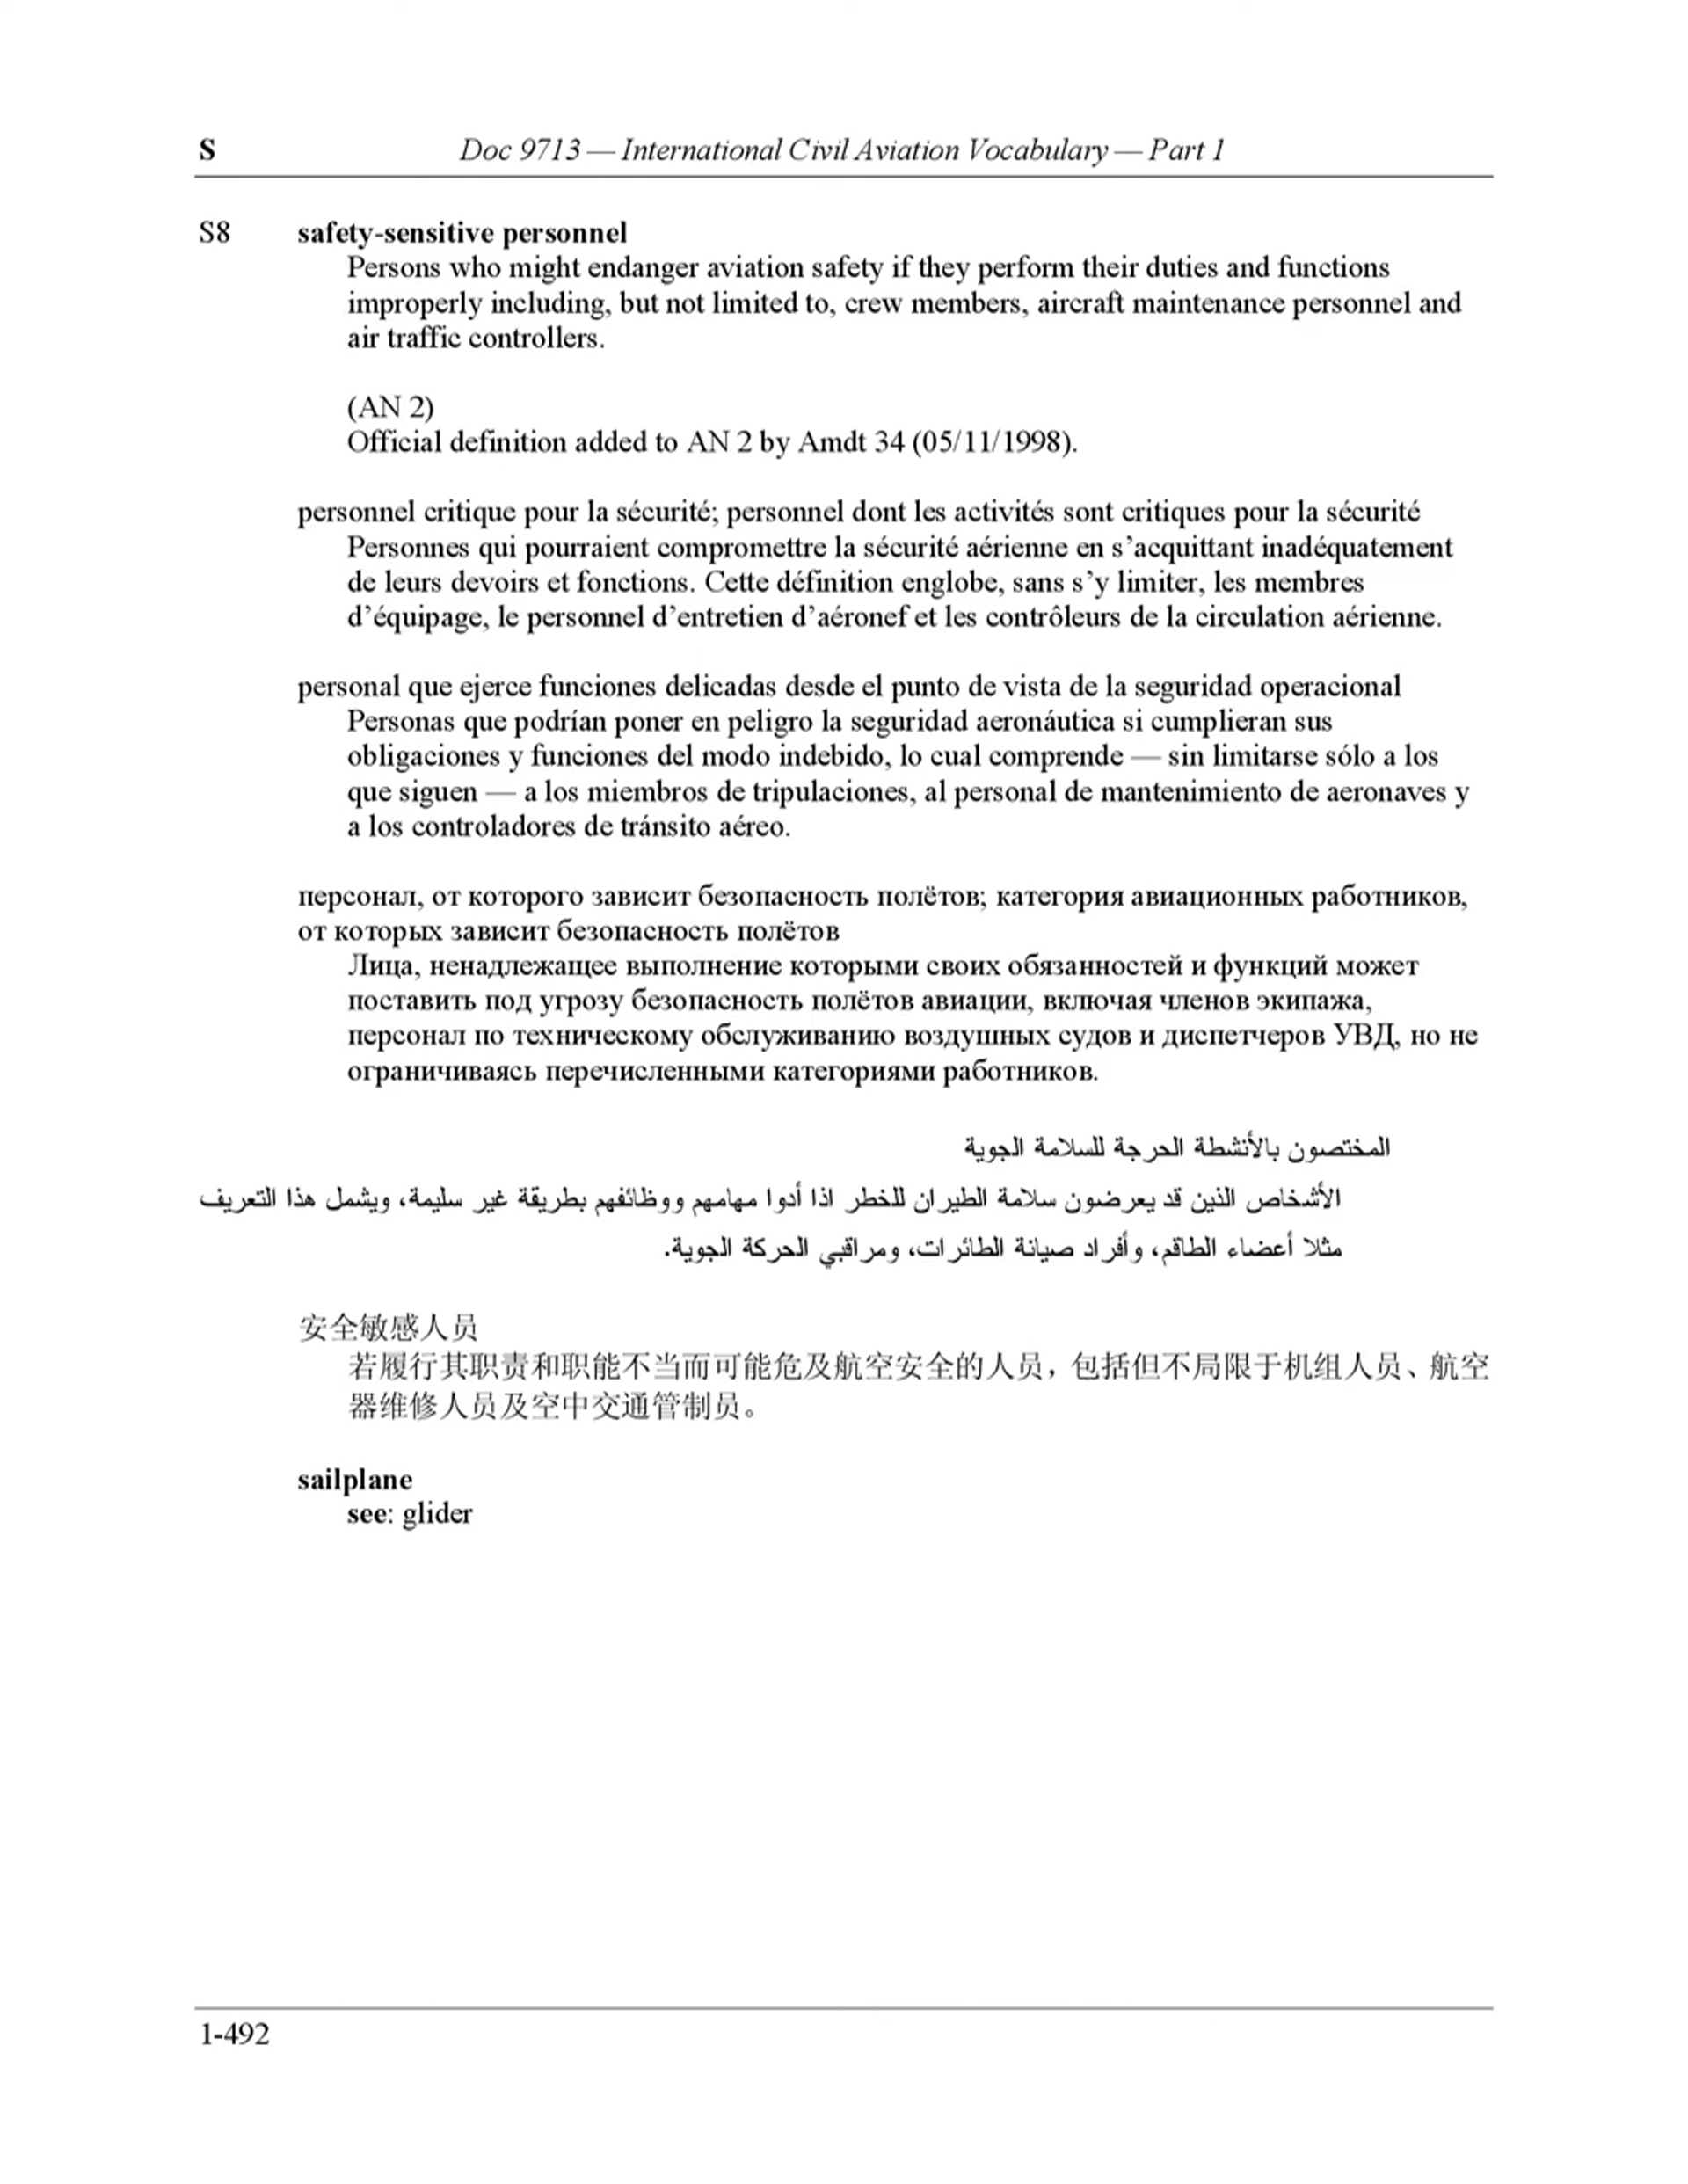 S Doc 9713 — International Civil Aviation Vocabulary — Part 1
S8 safety-sensitive personnel
Persons who might endanger aviation safety if they perform their duties and functions
improperly including, but not limited to, crew members, aircraft maintenance personnel and
air traffic controllers.
(AN 2)
Official definition added to AN 2 by Amdt 34 (05/11/1998).
personnel critique pour la sécurité; personnel dont les activités sont critiques pour la sécurité
Personnes qui pourraient compromettre la sécurité aérienne en s’acquittant inadéquatement
de leurs devoirs et fonctions. Cette définition englobe, sans s’y limiter, les membres
d’équipage, le personnel d’entretien d’aéronef et les contrôleurs de la circulation aérienne.
personal que ejerce funciones delicadas desde el punto de vista de la seguridad operacional
Personas que podrían poner en peligro la seguridad aeronáutica si cumplieran sus
obligaciones y funciones del modo indebido, lo cual comprende — sin limitarse sólo a los
que siguen — a los miembros de tripulaciones, al personal de mantenimiento de aeronaves y
a los controladores de tránsito aéreo.
персонал, от которого зависит безопасность полётов; категория авиационных работников,
от которых зависит безопасность полётов
Лица, ненадлежащее выполнение которыми своих обязанностей и функций может
поставить под угрозу безопасность полётов авиации, включая членов экипажа,
персонал по техническому обслуживанию воздушных судов и диспетчеров УВД, но не
ограничиваясь перечисленными категориями работников.
المختصون بالأنشطة الحرجة للسلامة الجوية
الأشخاص الذين قد يعرضون سلامة الطيران للخطر اذا أدوا مهامهم ووظائفهم بطريقة غير سليمة، ويشمل هذا التعريف
مثلا أعضاء الطاقم، وأفراد صيانة الطائرات، ومراقبي الحركة الجوية.
安全敏感人员
若履行其职责和职能不当而可能危及航空安全的人员，包括但不局限于机组人员、航空
器维修人员及空中交通管制员。
sailplane
see: glider
1-492